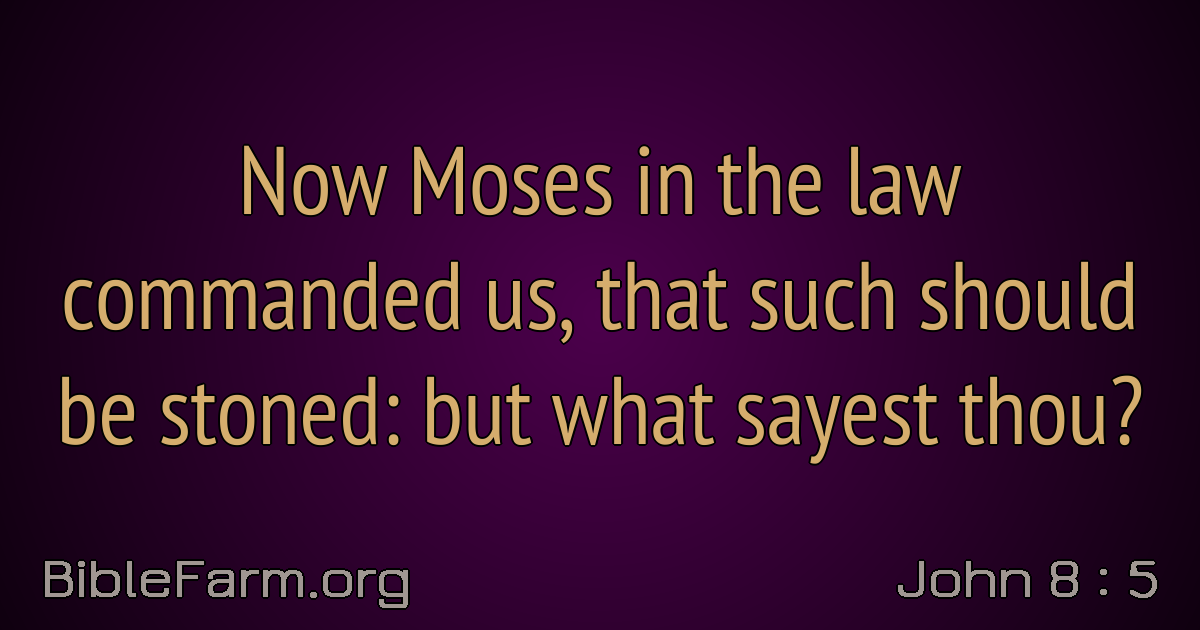 Now Moses in the law
commanded us, that such should
be stoned: but what sayest thou?
BibleFarm.org
John 8 : 5